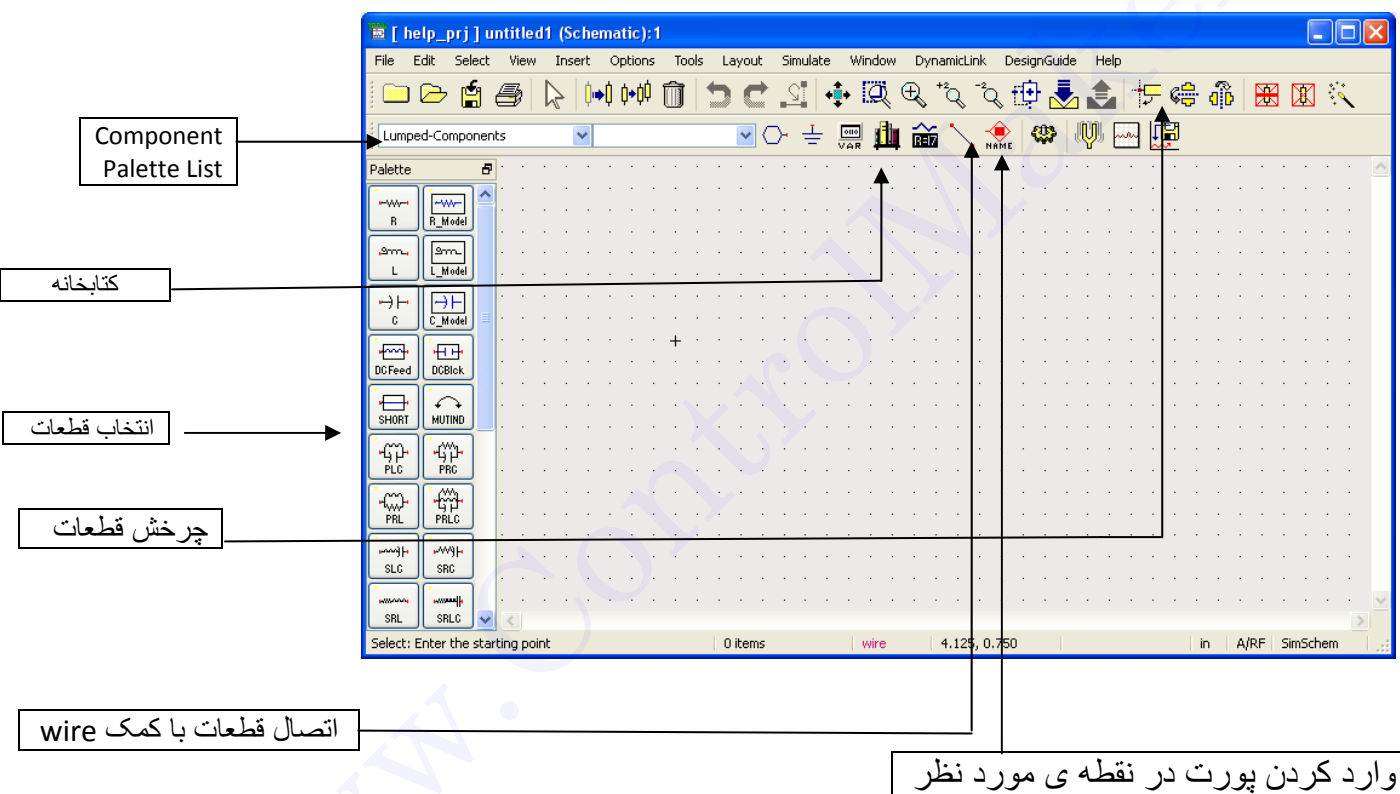 [ help_prj ] untitled1 (Schematic):1
File Edit Select View Insert Options Tools Layout Simulate Window DynamicLink DesignGuide Help
Component
Palette List
Lumped-Components
VAR
NAME
Palette
R R_Model
L L_Model
C C_Model
DCFeed DCBlck
SHORT MUTIND
PLC PRC
PRL PRLC
SLC SRC
SRL SRLC
کتابخانه
انتخاب قطعات
چرخش قطعات
Select: Enter the starting point 0 items wire 4.125, 0.750 in A/RF SimSchem
اتصال قطعات با کمک wire
وارد کردن پورت در نقطه ی مورد نظر